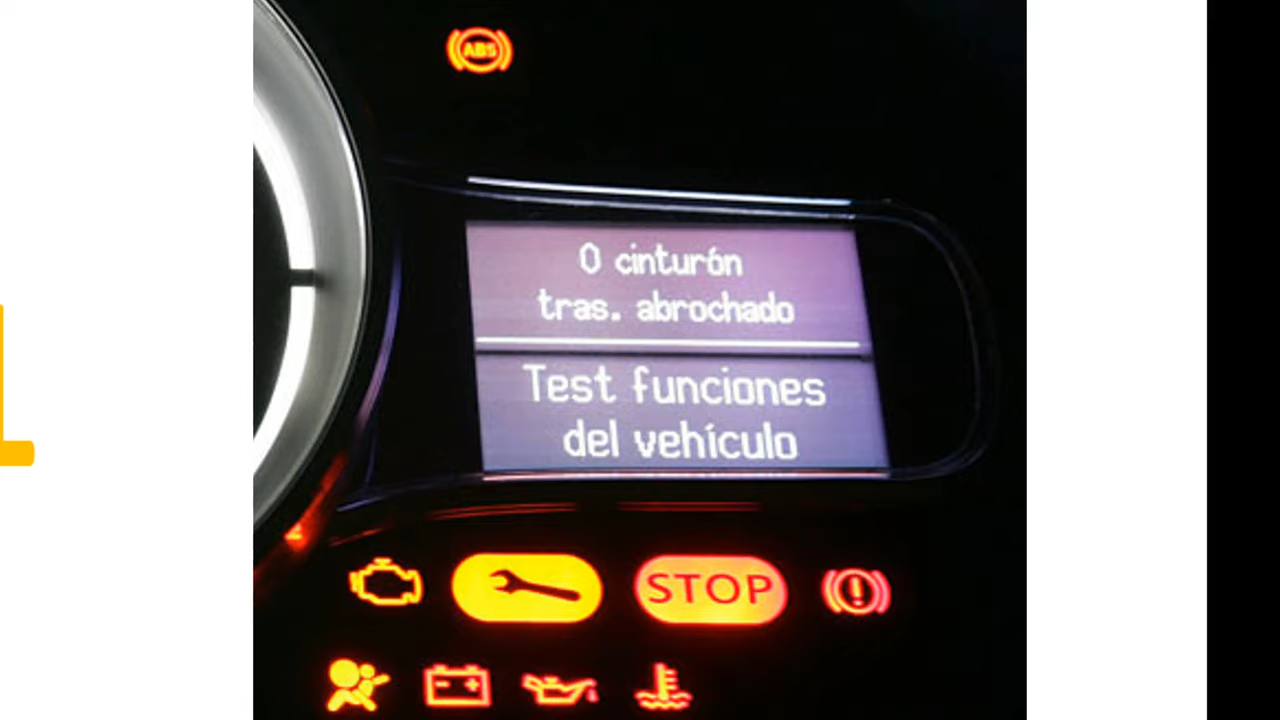 ABS
0 cinturón
tras. abrochado
Test funciones
del vehículo
STOP